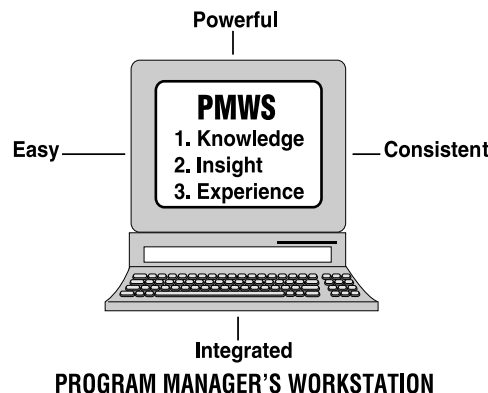 Powerful
PMWS
1. Knowledge
Easy
2. Insight
Consistent
3. Experience
Integrated
PROGRAM MANAGER'S WORKSTATION